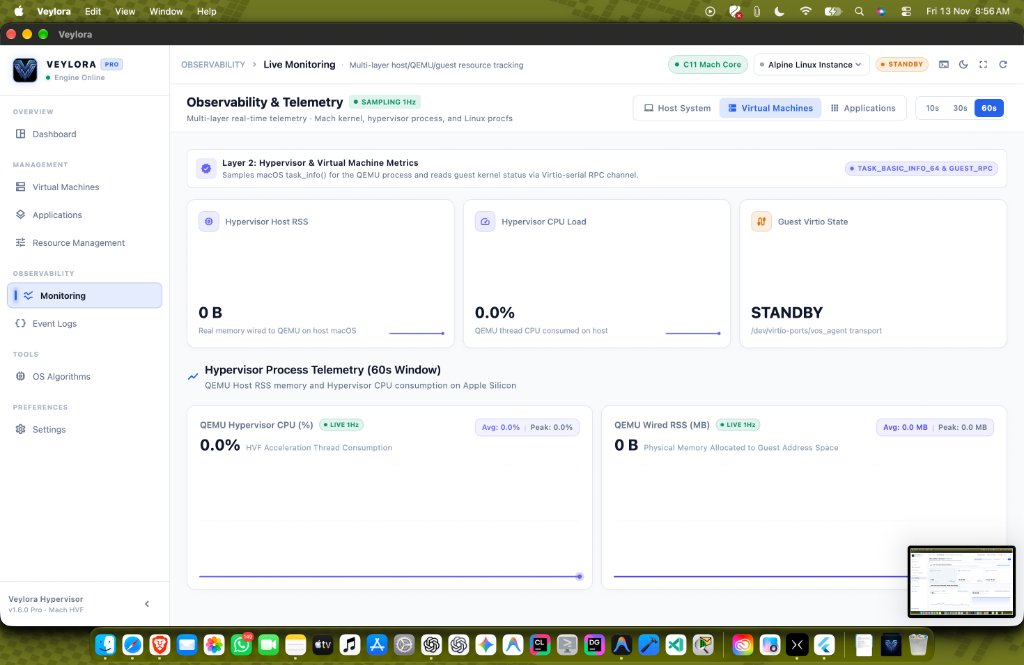 Veylora Edit View Window Help
Fri 13 Nov 8:56 AM
Veylora
VEYLORA PRO
Engine Online
OVERVIEW
Dashboard
MANAGEMENT
Virtual Machines
Applications
Resource Management
OBSERVABILITY
Monitoring
Event Logs
TOOLS
OS Algorithms
PREFERENCES
Settings
Veylora Hypervisor
v1.6.0 Pro · Mach HVF
OBSERVABILITY > Live Monitoring · Multi-layer host/QEMU/guest resource tracking
C11 Mach Core
Alpine Linux Instance
STANDBY
Observability & Telemetry SAMPLING 1HZ
Multi-layer real-time telemetry · Mach kernel, hypervisor process, and Linux procfs
Host System Virtual Machines Applications
10s 30s 60s
Layer 2: Hypervisor & Virtual Machine Metrics
Samples macOS task_info() for the QEMU process and reads guest kernel status via Virtio-serial RPC channel.
TASK_BASIC_INFO_64 & GUEST_RPC
Hypervisor Host RSS
0 B
Real memory wired to QEMU on host macOS
Hypervisor CPU Load
0.0%
QEMU thread CPU consumed on host
Guest Virtio State
STANDBY
/dev/virtio-ports/vos_agent transport
Hypervisor Process Telemetry (60s Window)
QEMU Host RSS memory and Hypervisor CPU consumption on Apple Silicon
QEMU Hypervisor CPU (%) LIVE 1HZ
Avg: 0.0% | Peak: 0.0%
0.0% HVF Acceleration Thread Consumption
QEMU Wired RSS (MB) LIVE 1HZ
Avg: 0.0 MB | Peak: 0.0 MB
0 B Physical Memory Allocated to Guest Address Space
tv
CL
DG